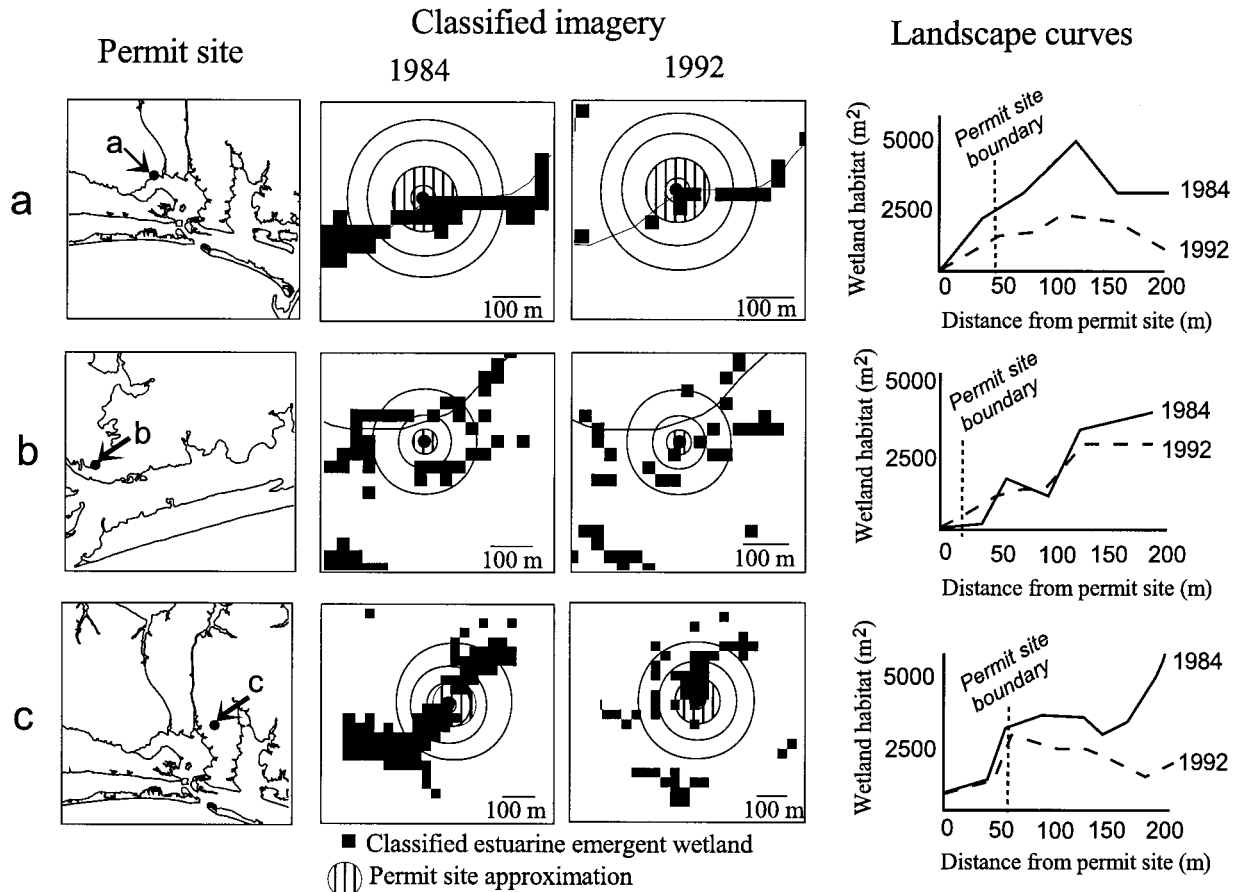 Classified imagery
Landscape curves
Permit site
1984
1992
a
a
100 m
100 m
Wetland habitat (m²)
5000
2500
Permit site
boundary
1984
1992
0 50 100 150 200
Distance from permit site (m)
b
b
100 m
100 m
Wetland habitat (m²)
5000
2500
Permit site
boundary
1984
1992
0 50 100 150 200
Distance from permit site (m)
c
c
100 m
100 m
Wetland habitat (m²)
5000
2500
Permit site
boundary
1984
1992
0 50 100 150 200
Distance from permit site (m)
Classified estuarine emergent wetland
Permit site approximation